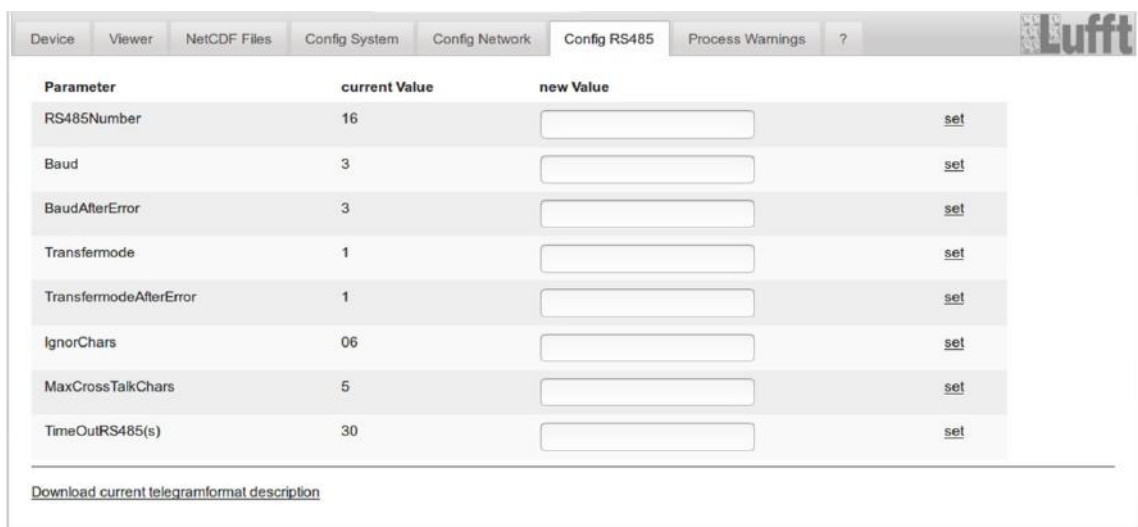 Device Viewer NetCDF Files Config System Config Network Config RS485 Process Warnings ? Lufft
Parameter current Value new Value
RS485Number 16 set
Baud 3 set
BaudAfterError 3 set
Transfermode 1 set
TransfermodeAfterError 1 set
IgnorChars 06 set
MaxCrossTalkChars 5 set
TimeOutRS485(s) 30 set
Download current telegramformat description